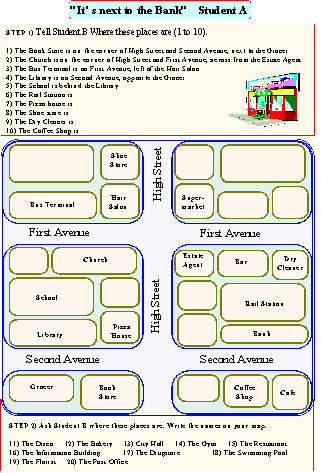 "It's next to the Bank" Student A
STEP 1) Tell Student B Where these places are (1 to 10).
1) The Book Store is on the corner of High Street and Second Avenue, next to the Grocer
2) The Church is on the corner of High Street and First Avenue, across from the Estate Agent
3) The Bus Terminal is on First Avenue, left of the Hair Salon
4) The Library is on Second Avenue, opposite the Grocer
5) The School is behind the Library
6) The Rail Station is
7) The Pizza house is
8) The Shoe store is
9) The Dry Cleaner is
10) The Coffee Shop is
Shoe
Store
High Street
Bus Terminal
Hair
Salon
Super-
market
First Avenue
First Avenue
Church
Estate
Agent
Bar
Dry
Cleaner
School
High Street
Rail Station
Library
Pizza
House
Bank
Second Avenue
Second Avenue
Grocer
Book
Store
Coffee
Shop
Cafe
STEP 2) Ask Student B where these places are. Write the names on your map.
11) The Disco 12) The Bakery 13) City Hall 14) The Gym 15) The Restaurant
16) The Information Building 17) The Drugstore 18) The Swimming Pool
19) The Florist 20) The Post Office